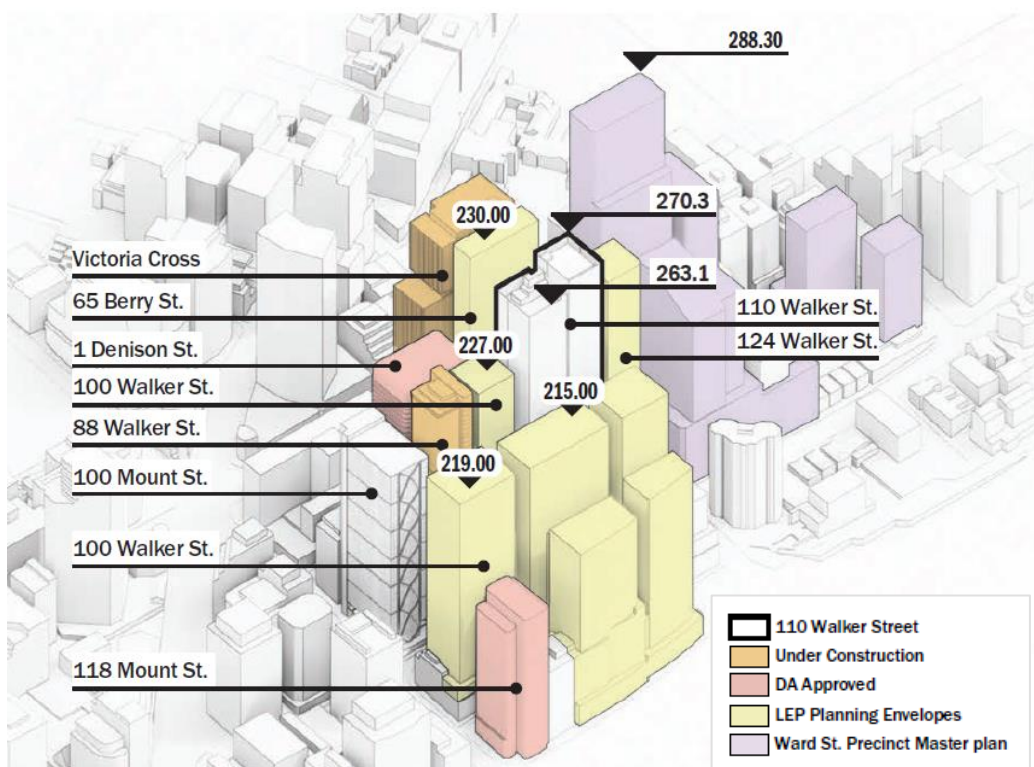 288.30
230.00
270.3
Victoria Cross
263.1
65 Berry St.
110 Walker St.
1 Denison St.
227.00
124 Walker St.
100 Walker St.
215.00
88 Walker St.
219.00
100 Mount St.
100 Walker St.
118 Mount St.
110 Walker Street
Under Construction
DA Approved
LEP Planning Envelopes
Ward St. Precinct Master plan